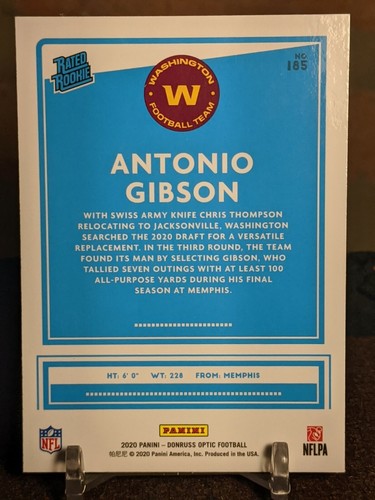 RATED
ROOKIE
WASHINGTON
W
FOOTBALL TEAM
NO.
185
ANTONIO
GIBSON
WITH SWISS ARMY KNIFE CHRIS THOMPSON
RELOCATING TO JACKSONVILLE, WASHINGTON
SEARCHED THE 2020 DRAFT FOR A VERSATILE
REPLACEMENT. IN THE THIRD ROUND, THE TEAM
FOUND ITS MAN BY SELECTING GIBSON, WHO
TALLIED SEVEN OUTINGS WITH AT LEAST 100
ALL-PURPOSE YARDS DURING HIS FINAL
SEASON AT MEMPHIS.
HT: 6' 0" WT: 228 FROM: MEMPHIS
NFL
PANINI
NFLPA
2020 PANINI – DONRUSS OPTIC FOOTBALL
帕尼尼 © 2020 Panini America, Inc. Produced in the USA.